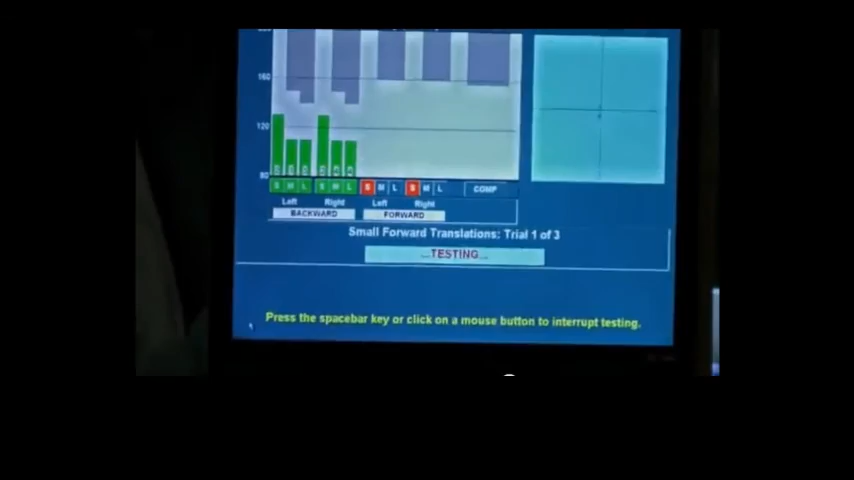 160
120
80
S M L S M L S M L S M L COMP
Left Right Left Right
BACKWARD FORWARD
Small Forward Translations: Trial 1 of 3
...TESTING...
Press the spacebar key or click on a mouse button to interrupt testing.